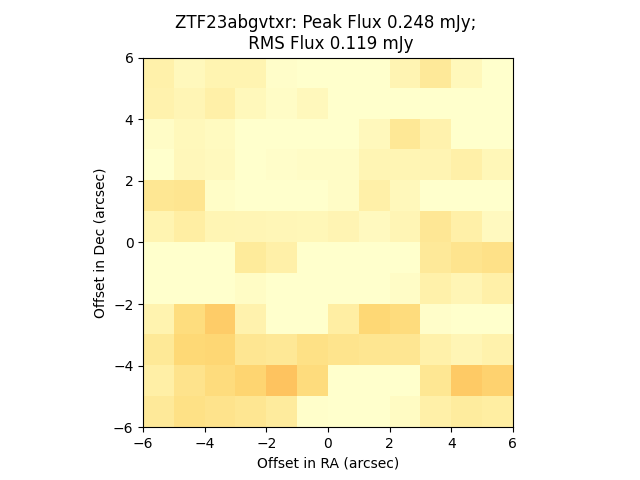 ZTF23abgvtxr: Peak Flux 0.248 mJy;
RMS Flux 0.119 mJy
6
4
2
0
−2
−4
−6
Offset in Dec (arcsec)
−6 −4 −2 0 2 4 6
Offset in RA (arcsec)